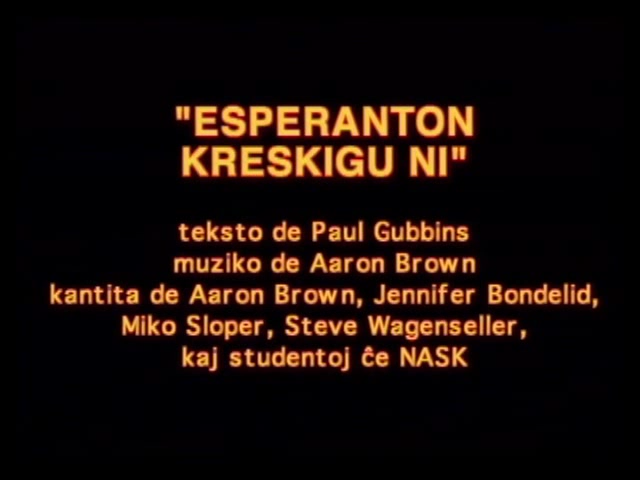 "ESPERANTON
KRESKIGU NI"
teksto de Paul Gubbins
muziko de Aaron Brown
kantita de Aaron Brown, Jennifer Bondelid,
Miko Sloper, Steve Wagenseller,
kaj studentoj ĉe NASK